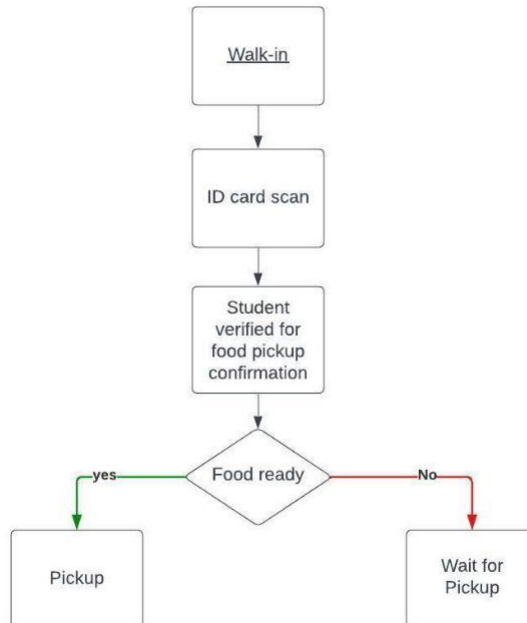 Walk-in
ID card scan
Student
verified for
food pickup
confirmation
Food ready
yes
No
Pickup
Wait for
Pickup